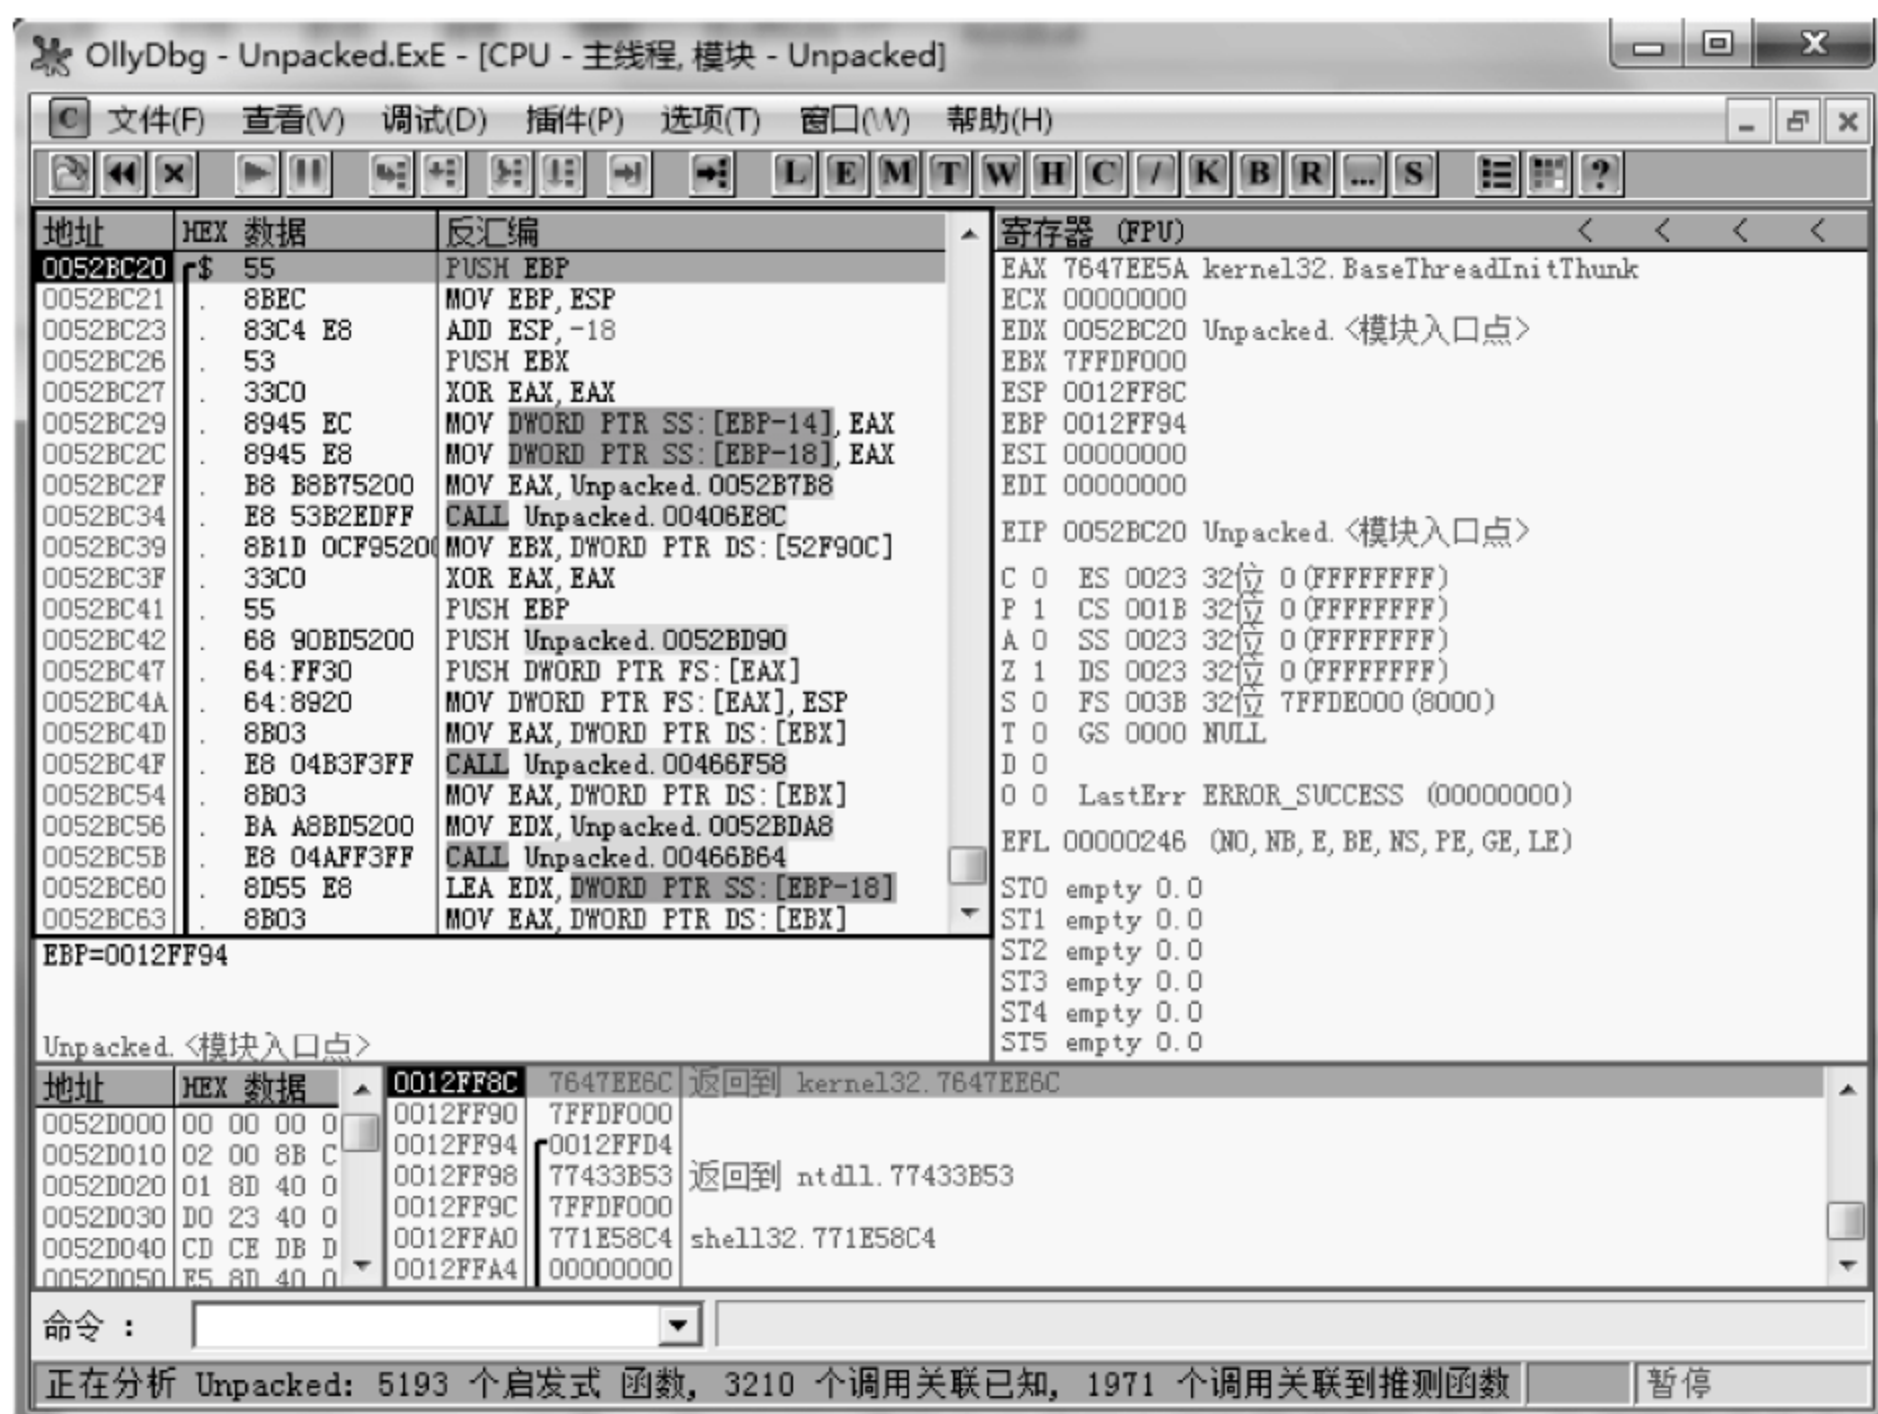 OllyDbg - Unpacked.ExE - [CPU - 主线程, 模块 - Unpacked]
C 文件(F) 查看(V) 调试(D) 插件(P) 选项(T) 窗口(W) 帮助(H)
L E M T W H C / K B R ... S ?
地址 HEX 数据 反汇编
0052BC20 $ 55 PUSH EBP
0052BC21 . 8BEC MOV EBP,ESP
0052BC23 . 83C4 E8 ADD ESP,-18
0052BC26 . 53 PUSH EBX
0052BC27 . 33C0 XOR EAX,EAX
0052BC29 . 8945 EC MOV DWORD PTR SS:[EBP-14],EAX
0052BC2C . 8945 E8 MOV DWORD PTR SS:[EBP-18],EAX
0052BC2F . B8 B8B75200 MOV EAX,Unpacked.0052B7B8
0052BC34 . E8 53B2EDFF CALL Unpacked.00406E8C
0052BC39 . 8B1D 0CF9520( MOV EBX,DWORD PTR DS:[52F90C]
0052BC3F . 33C0 XOR EAX,EAX
0052BC41 . 55 PUSH EBP
0052BC42 . 68 90BD5200 PUSH Unpacked.0052BD90
0052BC47 . 64:FF30 PUSH DWORD PTR FS:[EAX]
0052BC4A . 64:8920 MOV DWORD PTR FS:[EAX],ESP
0052BC4D . 8B03 MOV EAX,DWORD PTR DS:[EBX]
0052BC4F . E8 04B3F3FF CALL Unpacked.00466F58
0052BC54 . 8B03 MOV EAX,DWORD PTR DS:[EBX]
0052BC56 . BA A8BD5200 MOV EDX,Unpacked.0052BDA8
0052BC5B . E8 04AFF3FF CALL Unpacked.00466B64
0052BC60 . 8D55 E8 LEA EDX,DWORD PTR SS:[EBP-18]
0052BC63 . 8B03 MOV EAX,DWORD PTR DS:[EBX]
EBP=0012FF94
Unpacked.<模块入口点>
寄存器 (FPU) < < < <
EAX 7647EE5A kernel32.BaseThreadInitThunk
ECX 00000000
EDX 0052BC20 Unpacked.<模块入口点>
EBX 7FFDF000
ESP 0012FF8C
EBP 0012FF94
ESI 00000000
EDI 00000000
EIP 0052BC20 Unpacked.<模块入口点>
C 0 ES 0023 32位 0(FFFFFFFF)
P 1 CS 001B 32位 0(FFFFFFFF)
A 0 SS 0023 32位 0(FFFFFFFF)
Z 1 DS 0023 32位 0(FFFFFFFF)
S 0 FS 003B 32位 7FFDE000(8000)
T 0 GS 0000 NULL
D 0
O 0 LastErr ERROR_SUCCESS (00000000)
EFL 00000246 (NO,NB,E,BE,NS,PE,GE,LE)
ST0 empty 0.0
ST1 empty 0.0
ST2 empty 0.0
ST3 empty 0.0
ST4 empty 0.0
ST5 empty 0.0
地址 HEX 数据
0052D000 00 00 00 0
0052D010 02 00 8B C
0052D020 01 8D 40 0
0052D030 D0 23 40 0
0052D040 CD CE DB D
0052D050 E5 8D 40 0
0012FF8C 7647EE6C 返回到 kernel32.7647EE6C
0012FF90 7FFDF000
0012FF94 0012FFD4
0012FF98 77433B53 返回到 ntdll.77433B53
0012FF9C 7FFDF000
0012FFA0 771E58C4 shell32.771E58C4
0012FFA4 00000000
命令 :
正在分析 Unpacked: 5193 个启发式 函数, 3210 个调用关联已知, 1971 个调用关联到推测函数 暂停